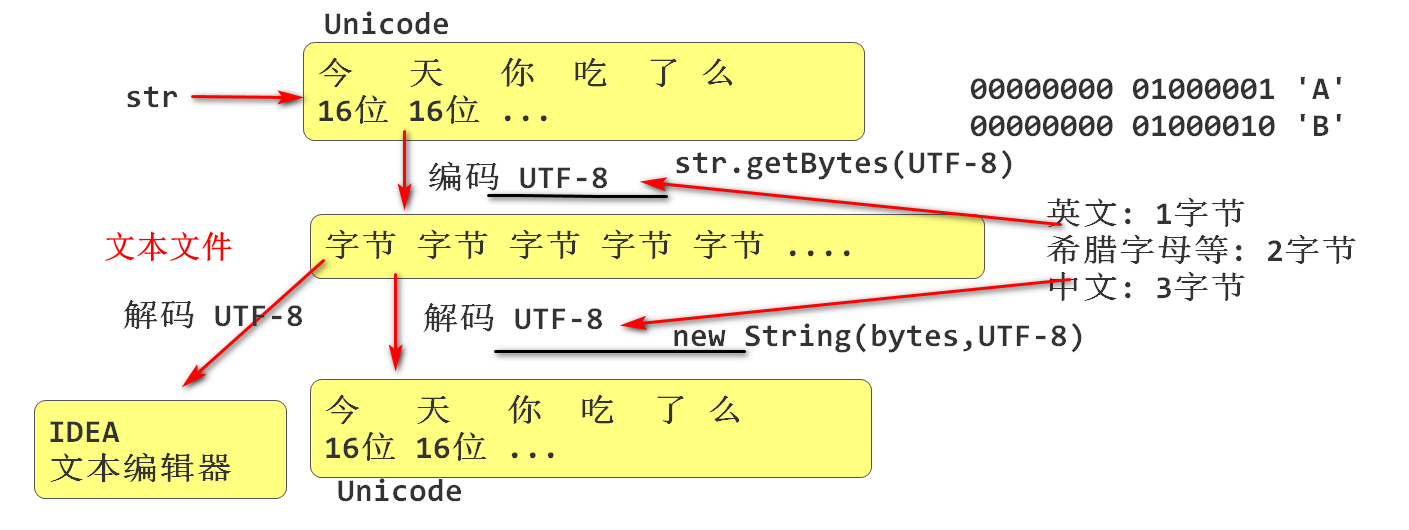 Unicode
今 天 你 吃 了 么
16位 16位 ...
str
00000000 01000001 'A'
00000000 01000010 'B'
编码 UTF-8
str.getBytes(UTF-8)
英文: 1字节
希腊字母等: 2字节
中文: 3字节
文本文件
字节 字节 字节 字节 字节 ....
解码 UTF-8
解码 UTF-8
new String(bytes,UTF-8)
IDEA
文本编辑器
今 天 你 吃 了 么
16位 16位 ...
Unicode